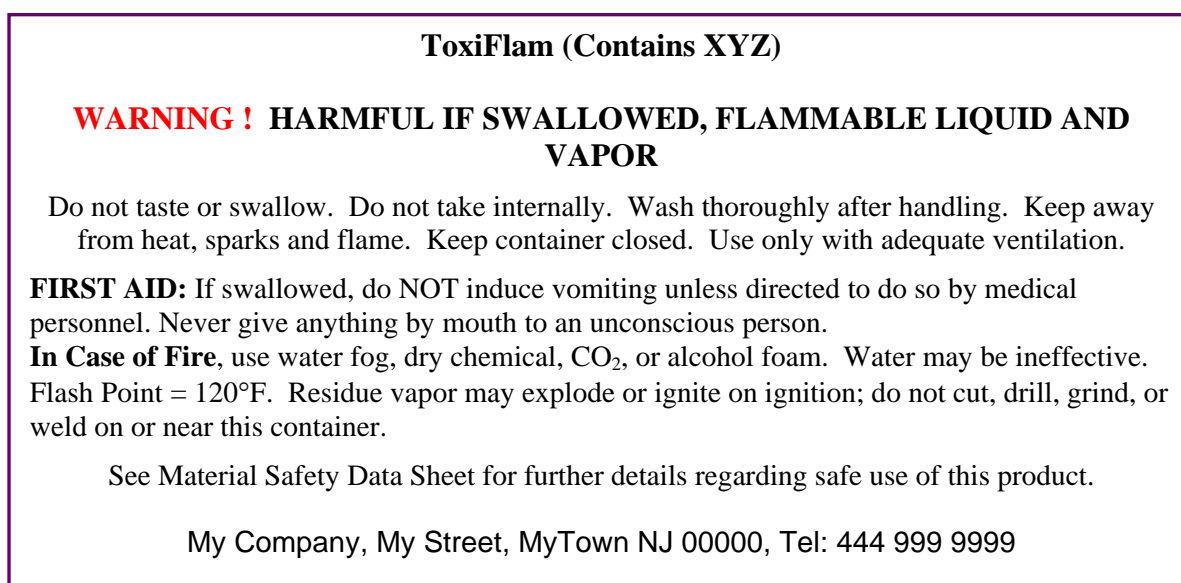 ToxiFlam (Contains XYZ)
WARNING !  HARMFUL IF SWALLOWED, FLAMMABLE LIQUID AND
VAPOR
Do not taste or swallow.  Do not take internally.  Wash thoroughly after handling.  Keep away
from heat, sparks and flame.  Keep container closed.  Use only with adequate ventilation.
FIRST AID: If swallowed, do NOT induce vomiting unless directed to do so by medical
personnel. Never give anything by mouth to an unconscious person.
In Case of Fire, use water fog, dry chemical, CO₂, or alcohol foam.  Water may be ineffective.
Flash Point = 120°F.  Residue vapor may explode or ignite on ignition; do not cut, drill, grind, or
weld on or near this container.
See Material Safety Data Sheet for further details regarding safe use of this product.
My Company, My Street, MyTown NJ 00000, Tel: 444 999 9999